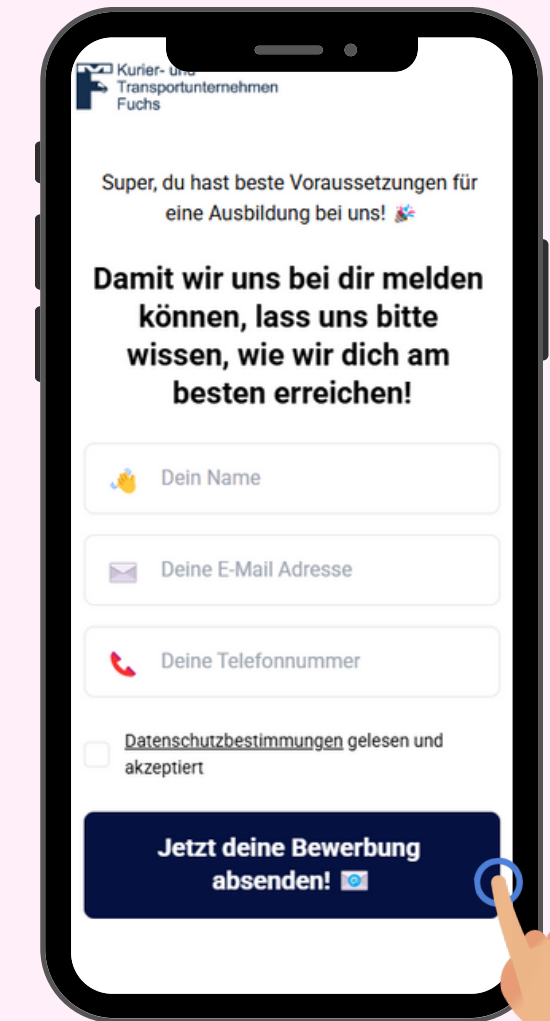 Kurier- und
Transportunternehmen
Fuchs
Super, du hast beste Voraussetzungen für
eine Ausbildung bei uns! 🎉
Damit wir uns bei dir melden
können, lass uns bitte
wissen, wie wir dich am
besten erreichen!
Dein Name
Deine E-Mail Adresse
Deine Telefonnummer
Datenschutzbestimmungen gelesen und
akzeptiert
Jetzt deine Bewerbung
absenden! 📧